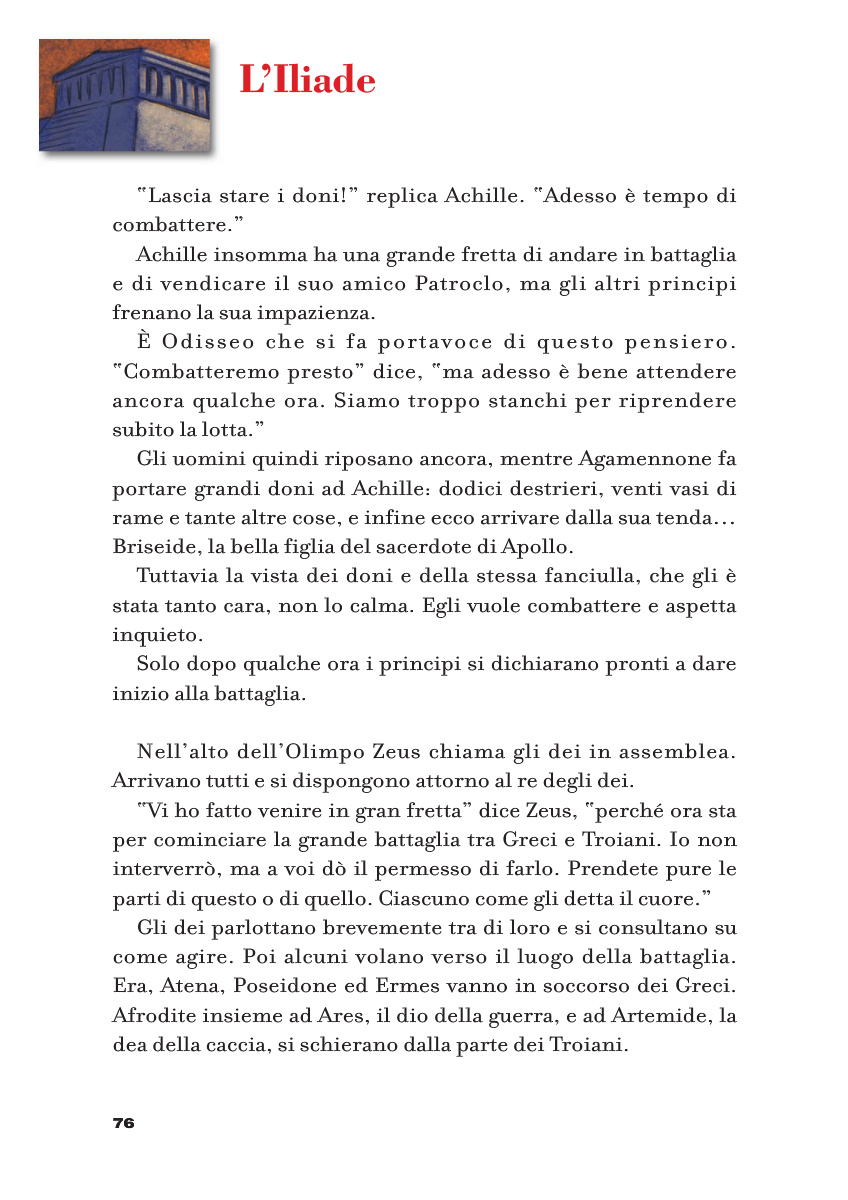 L’Iliade
“Lascia stare i doni!” replica Achille. “Adesso è tempo di
combattere.”
Achille insomma ha una grande fretta di andare in battaglia
e di vendicare il suo amico Patroclo, ma gli altri principi
frenano la sua impazienza.
È Odisseo che si fa portavoce di questo pensiero.
“Combatteremo presto” dice, “ma adesso è bene attendere
ancora qualche ora. Siamo troppo stanchi per riprendere
subito la lotta.”
Gli uomini quindi riposano ancora, mentre Agamennone fa
portare grandi doni ad Achille: dodici destrieri, venti vasi di
rame e tante altre cose, e infine ecco arrivare dalla sua tenda…
Briseide, la bella figlia del sacerdote di Apollo.
Tuttavia la vista dei doni e della stessa fanciulla, che gli è
stata tanto cara, non lo calma. Egli vuole combattere e aspetta
inquieto.
Solo dopo qualche ora i principi si dichiarano pronti a dare
inizio alla battaglia.
Nell’alto dell’Olimpo Zeus chiama gli dei in assemblea.
Arrivano tutti e si dispongono attorno al re degli dei.
“Vi ho fatto venire in gran fretta” dice Zeus, “perché ora sta
per cominciare la grande battaglia tra Greci e Troiani. Io non
interverrò, ma a voi dò il permesso di farlo. Prendete pure le
parti di questo o di quello. Ciascuno come gli detta il cuore.”
Gli dei parlottano brevemente tra di loro e si consultano su
come agire. Poi alcuni volano verso il luogo della battaglia.
Era, Atena, Poseidone ed Ermes vanno in soccorso dei Greci.
Afrodite insieme ad Ares, il dio della guerra, e ad Artemide, la
dea della caccia, si schierano dalla parte dei Troiani.
76